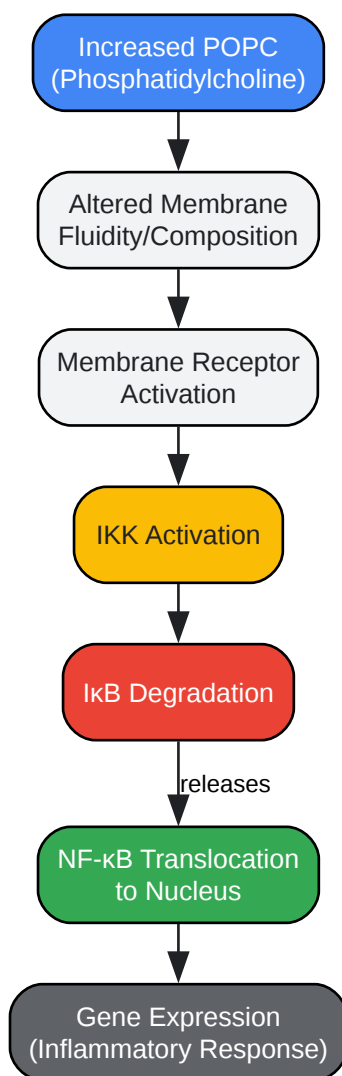 Increased POPC
(Phosphatidylcholine)
Altered Membrane
Fluidity/Composition
Membrane Receptor
Activation
IKK Activation
IκB Degradation
releases
NF-κB Translocation
to Nucleus
Gene Expression
(Inflammatory Response)